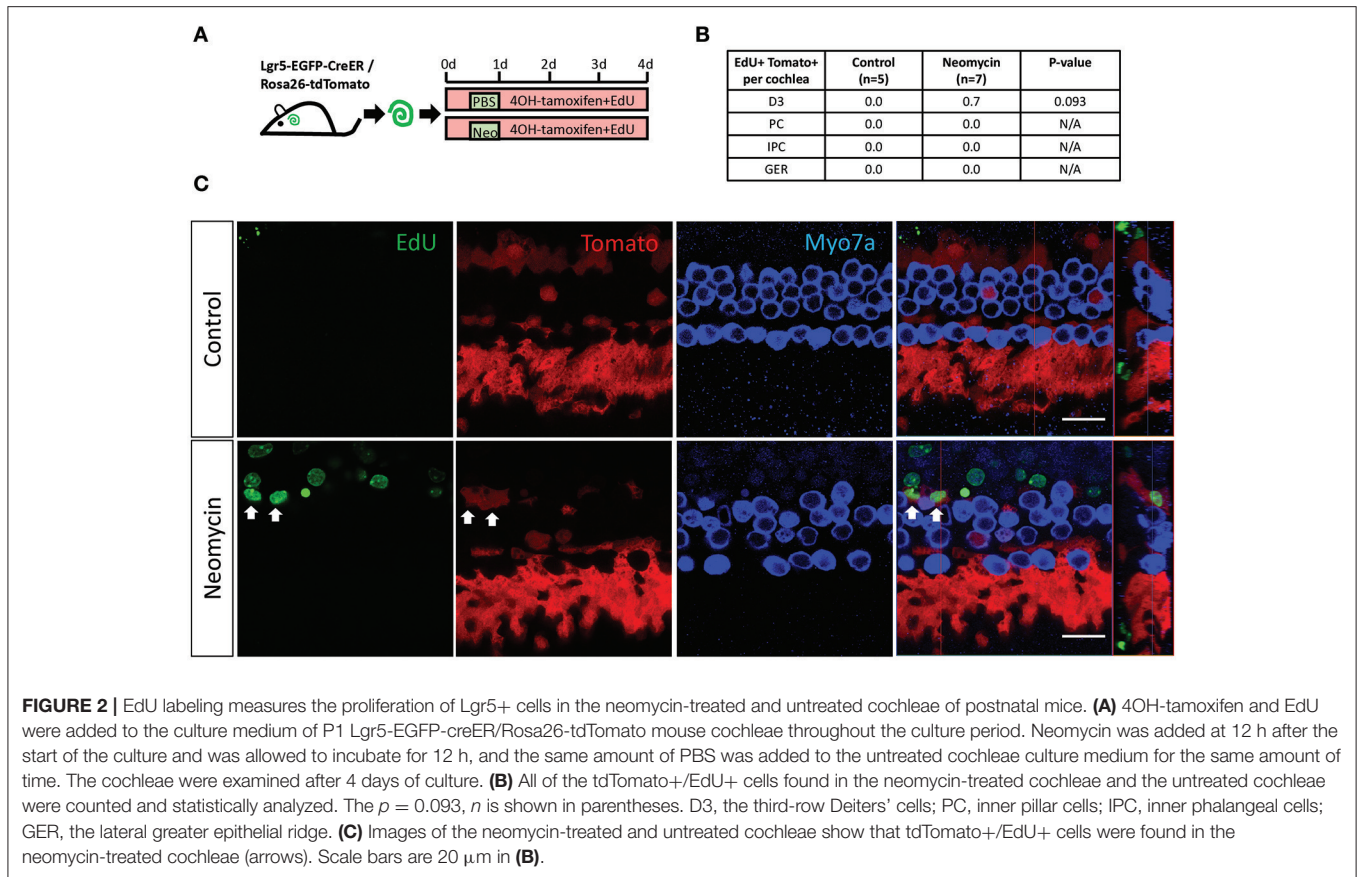 A
Lgr5-EGFP-CreER /
Rosa26-tdTomato
0d 1d 2d 3d 4d
PBS 4OH-tamoxifen+EdU
Neo 4OH-tamoxifen+EdU
B
EdU+ Tomato+ per cochlea Control (n=5) Neomycin (n=7) P-value
D3 0.0 0.7 0.093
PC 0.0 0.0 N/A
IPC 0.0 0.0 N/A
GER 0.0 0.0 N/A
C
Control
EdU Tomato Myo7a
Neomycin
FIGURE 2 | EdU labeling measures the proliferation of Lgr5+ cells in the neomycin-treated and untreated cochleae of postnatal mice. (A) 4OH-tamoxifen and EdU
were added to the culture medium of P1 Lgr5-EGFP-creER/Rosa26-tdTomato mouse cochleae throughout the culture period. Neomycin was added at 12 h after the
start of the culture and was allowed to incubate for 12 h, and the same amount of PBS was added to the untreated cochleae culture medium for the same amount of
time. The cochleae were examined after 4 days of culture. (B) All of the tdTomato+/EdU+ cells found in the neomycin-treated cochleae and the untreated cochleae
were counted and statistically analyzed. The p = 0.093, n is shown in parentheses. D3, the third-row Deiters' cells; PC, inner pillar cells; IPC, inner phalangeal cells;
GER, the lateral greater epithelial ridge. (C) Images of the neomycin-treated and untreated cochleae show that tdTomato+/EdU+ cells were found in the
neomycin-treated cochleae (arrows). Scale bars are 20 μm in (B).